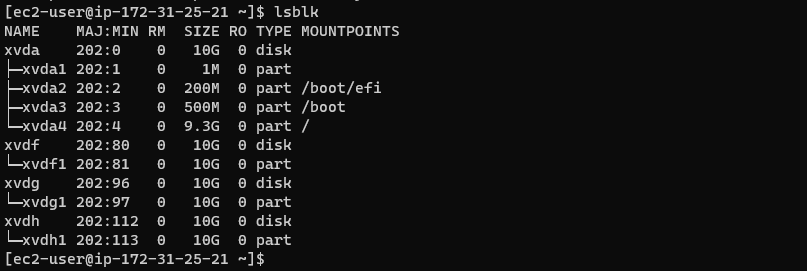 [ec2-user@ip-172-31-25-21 ~]$ lsblk
NAME    MAJ:MIN RM  SIZE RO TYPE MOUNTPOINTS
xvda    202:0    0   10G  0 disk
├─xvda1 202:1    0    1M  0 part
├─xvda2 202:2    0  200M  0 part /boot/efi
├─xvda3 202:3    0  500M  0 part /boot
└─xvda4 202:4    0  9.3G  0 part /
xvdf    202:80   0   10G  0 disk
└─xvdf1 202:81   0   10G  0 part
xvdg    202:96   0   10G  0 disk
└─xvdg1 202:97   0   10G  0 part
xvdh    202:112  0   10G  0 disk
└─xvdh1 202:113  0   10G  0 part
[ec2-user@ip-172-31-25-21 ~]$